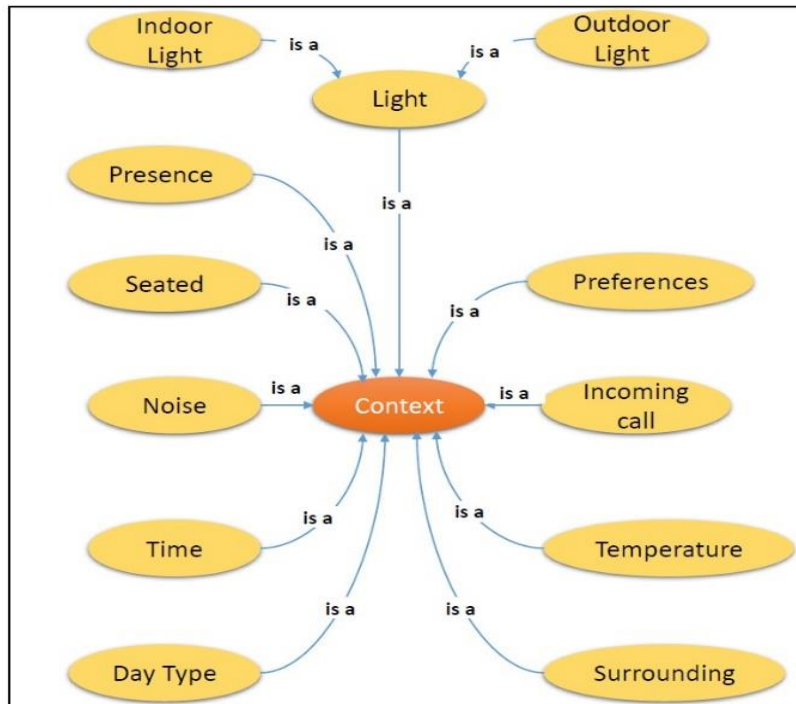 Indoor
Light
is a
is a
Outdoor
Light
Light
Presence
is a
is a
Seated
is a
Preferences
is a
Noise
is a
Context
is a
Incoming
call
Time
is a
is a
Temperature
is a
is a
Day Type
Surrounding